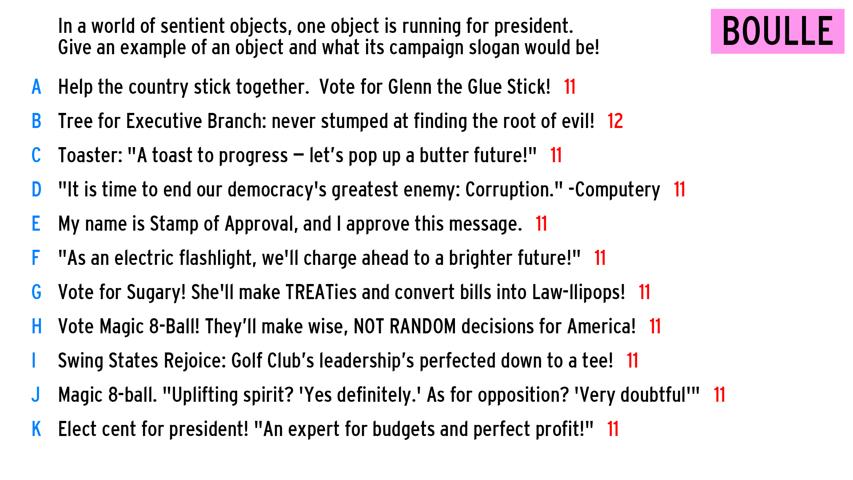 In a world of sentient objects, one object is running for president.
Give an example of an object and what its campaign slogan would be!
BOULLE
A Help the country stick together. Vote for Glenn the Glue Stick! 11
B Tree for Executive Branch: never stumped at finding the root of evil! 12
C Toaster: "A toast to progress – let’s pop up a butter future!" 11
D "It is time to end our democracy's greatest enemy: Corruption." -Computery 11
E My name is Stamp of Approval, and I approve this message. 11
F "As an electric flashlight, we'll charge ahead to a brighter future!" 11
G Vote for Sugary! She'll make TREATies and convert bills into Law-llipops! 11
H Vote Magic 8-Ball! They’ll make wise, NOT RANDOM decisions for America! 11
I Swing States Rejoice: Golf Club’s leadership’s perfected down to a tee! 11
J Magic 8-ball. "Uplifting spirit? 'Yes definitely.' As for opposition? 'Very doubtful'" 11
K Elect cent for president! "An expert for budgets and perfect profit!" 11